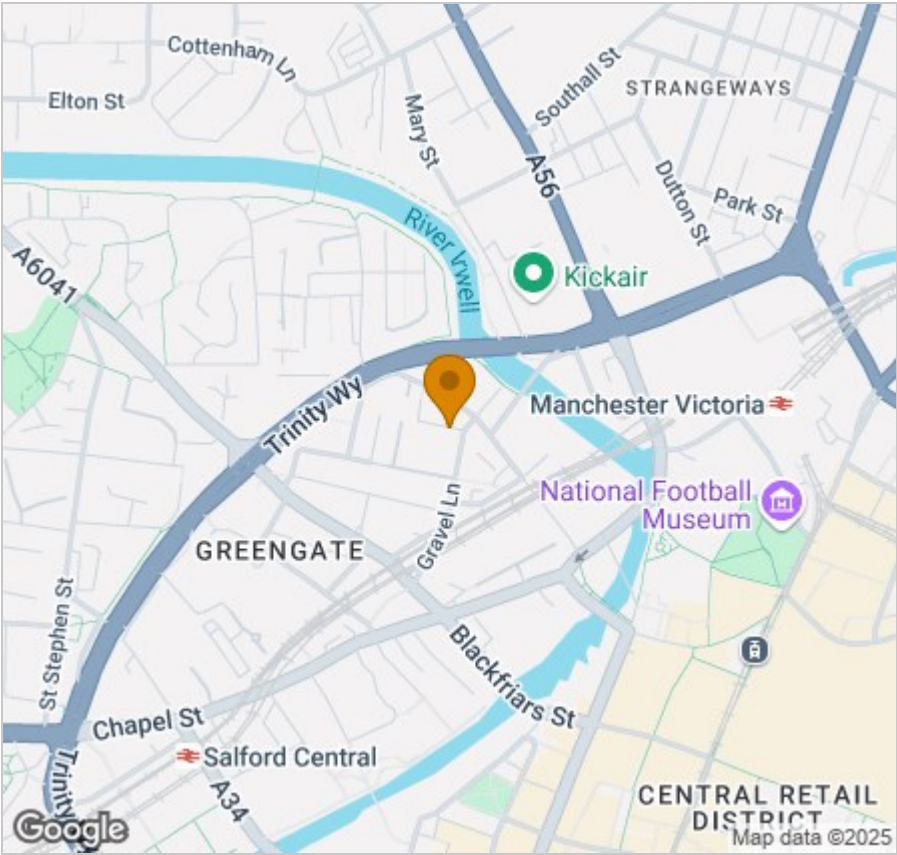 Cottenham Ln
Southall St
STRANGEWAYS
Elton St
Mary St
A56
Dutton St
Park St
River Irwell
A6041
Kickair
Trinity Wy
Manchester Victoria
National Football
Museum
Gravel Ln
GREENGATE
St Stephen St
Blackfriars St
Chapel St
Salford Central
Trinity
A34
CENTRAL RETAIL
DISTRICT
Google
Map data ©2025